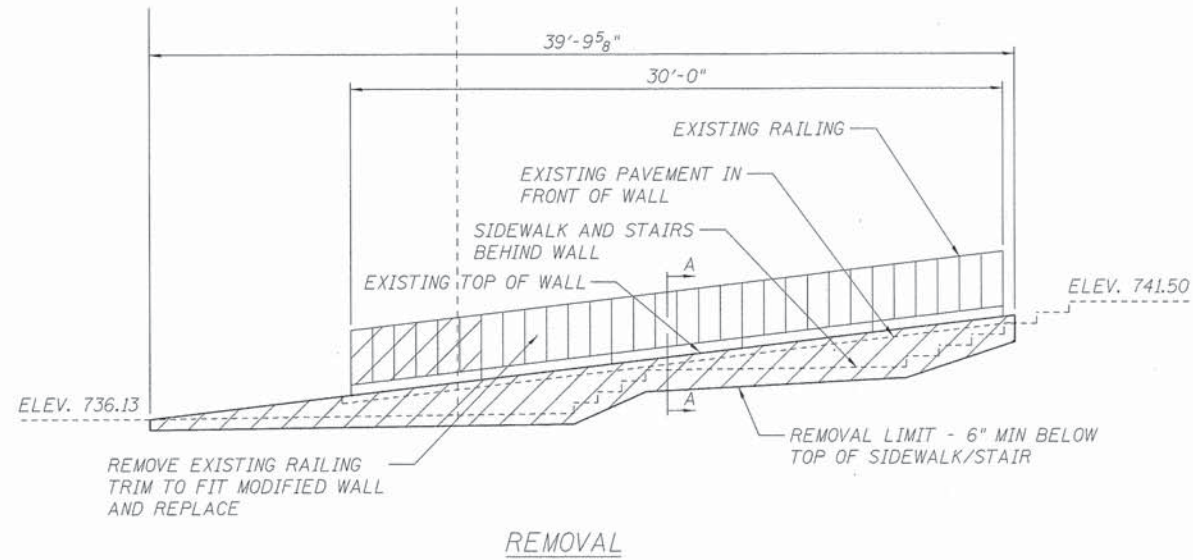 39'-9⅝"
30'-0"
EXISTING RAILING
EXISTING PAVEMENT IN
FRONT OF WALL
SIDEWALK AND STAIRS
BEHIND WALL
EXISTING TOP OF WALL
A
ELEV. 741.50
ELEV. 736.13
A
REMOVAL LIMIT - 6" MIN BELOW
TOP OF SIDEWALK/STAIR
REMOVE EXISTING RAILING
TRIM TO FIT MODIFIED WALL
AND REPLACE
REMOVAL